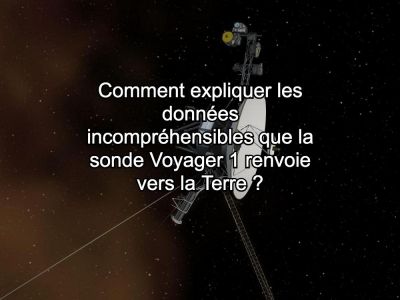 Comment expliquer les
données
incompréhensibles que la
sonde Voyager 1 renvoie
vers la Terre ?